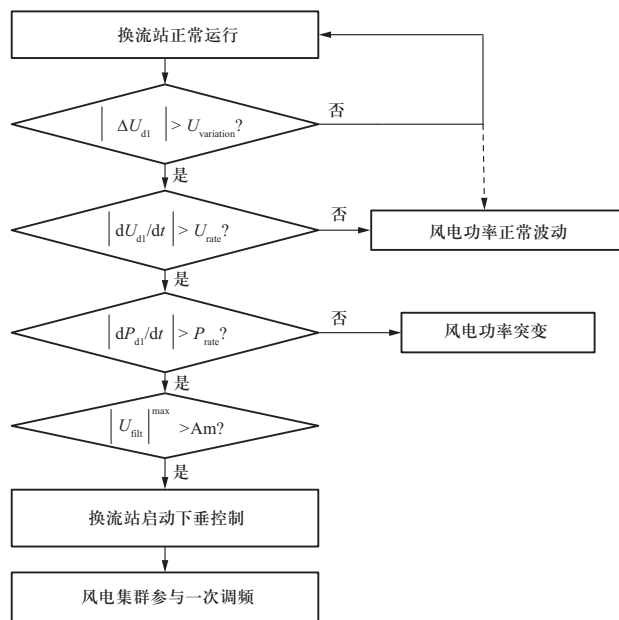 换流站正常运行
| ΔU_d1 | > U_variation?
否
是
| dU_d1/dt | > U_rate?
否
风电功率正常波动
是
| dP_d1/dt | > P_rate?
否
风电功率突变
是
| U_filt |^max >Am?
是
换流站启动下垂控制
风电集群参与一次调频